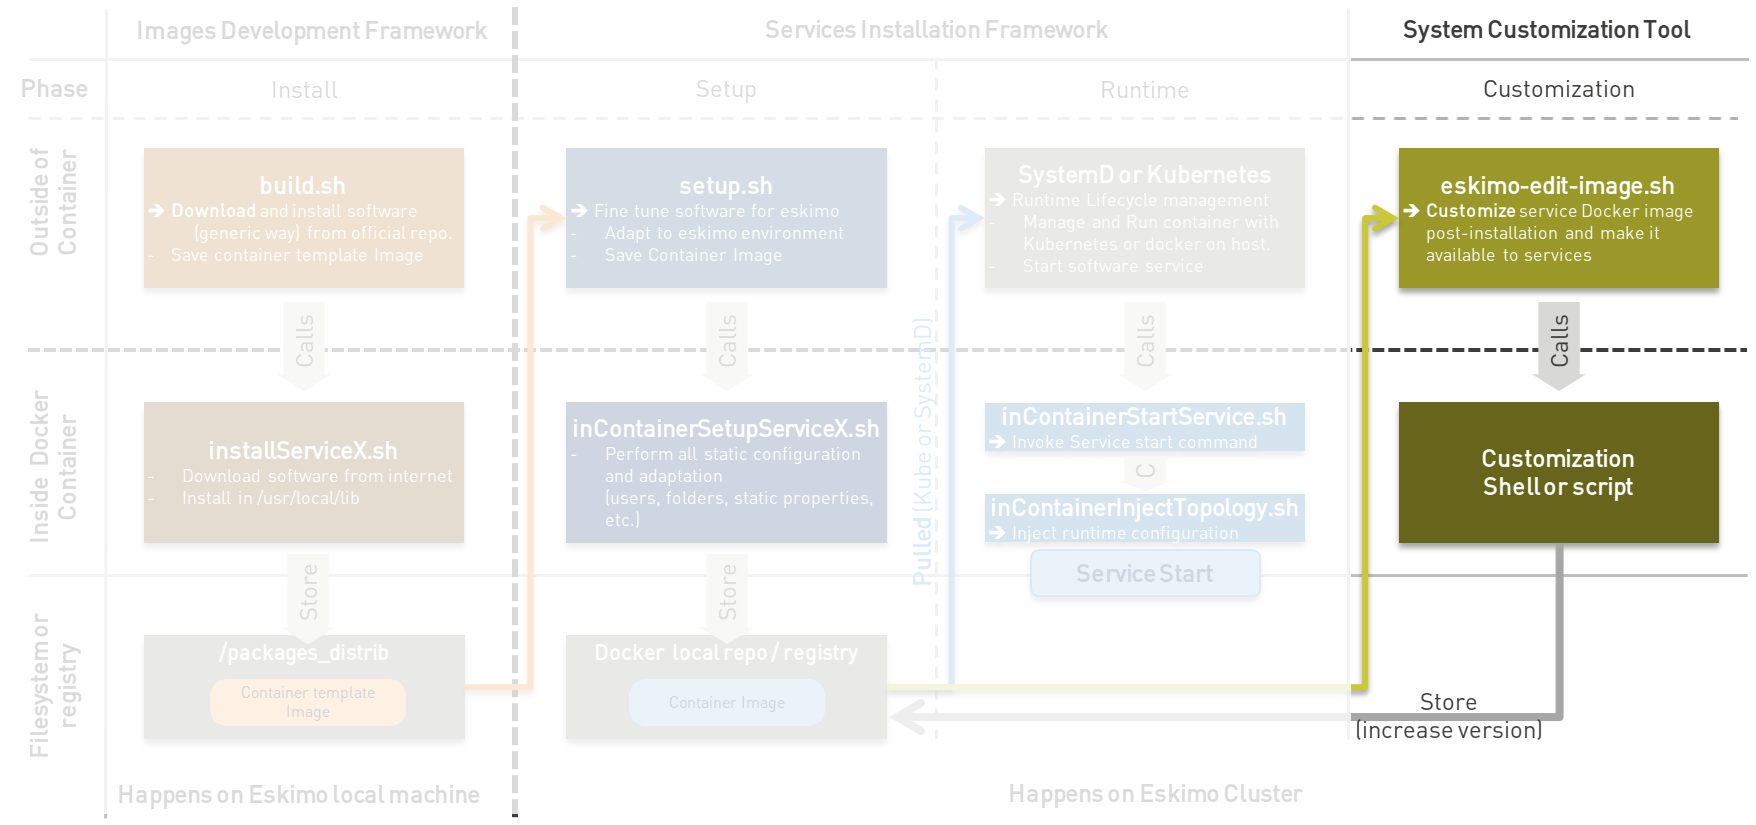 Images Development Framework
Services Installation Framework
System Customization Tool
Phase
Install
Setup
Runtime
Customization
Outside of
Container
build.sh
➔ Download and install software
(generic way) from official repo.
- Save container template Image
setup.sh
➔ Fine tune software for eskimo
- Adapt to eskimo environment
- Save Container Image
SystemD or Kubernetes
➔ Runtime Lifecycle management
- Manage and Run container with
Kubernetes or docker on host.
- Start software service
eskimo-edit-image.sh
➔ Customize service Docker image
post-installation and make it
available to services
Calls
Calls
Calls
Calls
Pulled (Kube or SystemD)
Inside Docker
Container
installServiceX.sh
- Download software from internet
- Install in /usr/local/lib
inContainerSetupServiceX.sh
- Perform all static configuration
and adaptation
(users, folders, static properties,
etc.)
inContainerStartService.sh
➔ Invoke Service start command
C
inContainerInjectTopology.sh
➔ Inject runtime configuration
Service Start
Customization
Shell or script
Store
Store
Filesystem or
registry
/packages_distrib
Container template
Image
Docker local repo / registry
Container Image
Store
(increase version)
Happens on Eskimo local machine
Happens on Eskimo Cluster